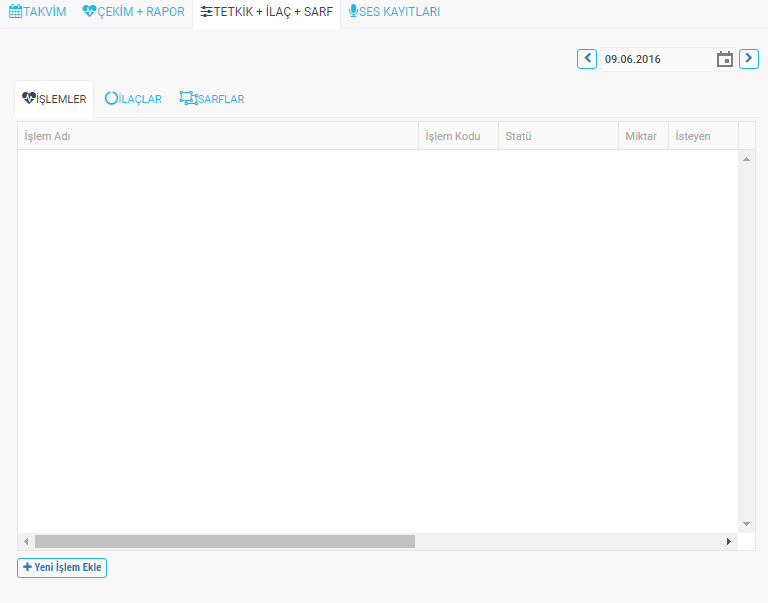 TAKVİM ÇEKİM + RAPOR TETKİK + İLAÇ + SARF SES KAYITLARI
09.06.2016
İŞLEMLER İLAÇLAR SARFLAR
İşlem Adı İşlem Kodu Statü Miktar İsteyen
Yeni İşlem Ekle